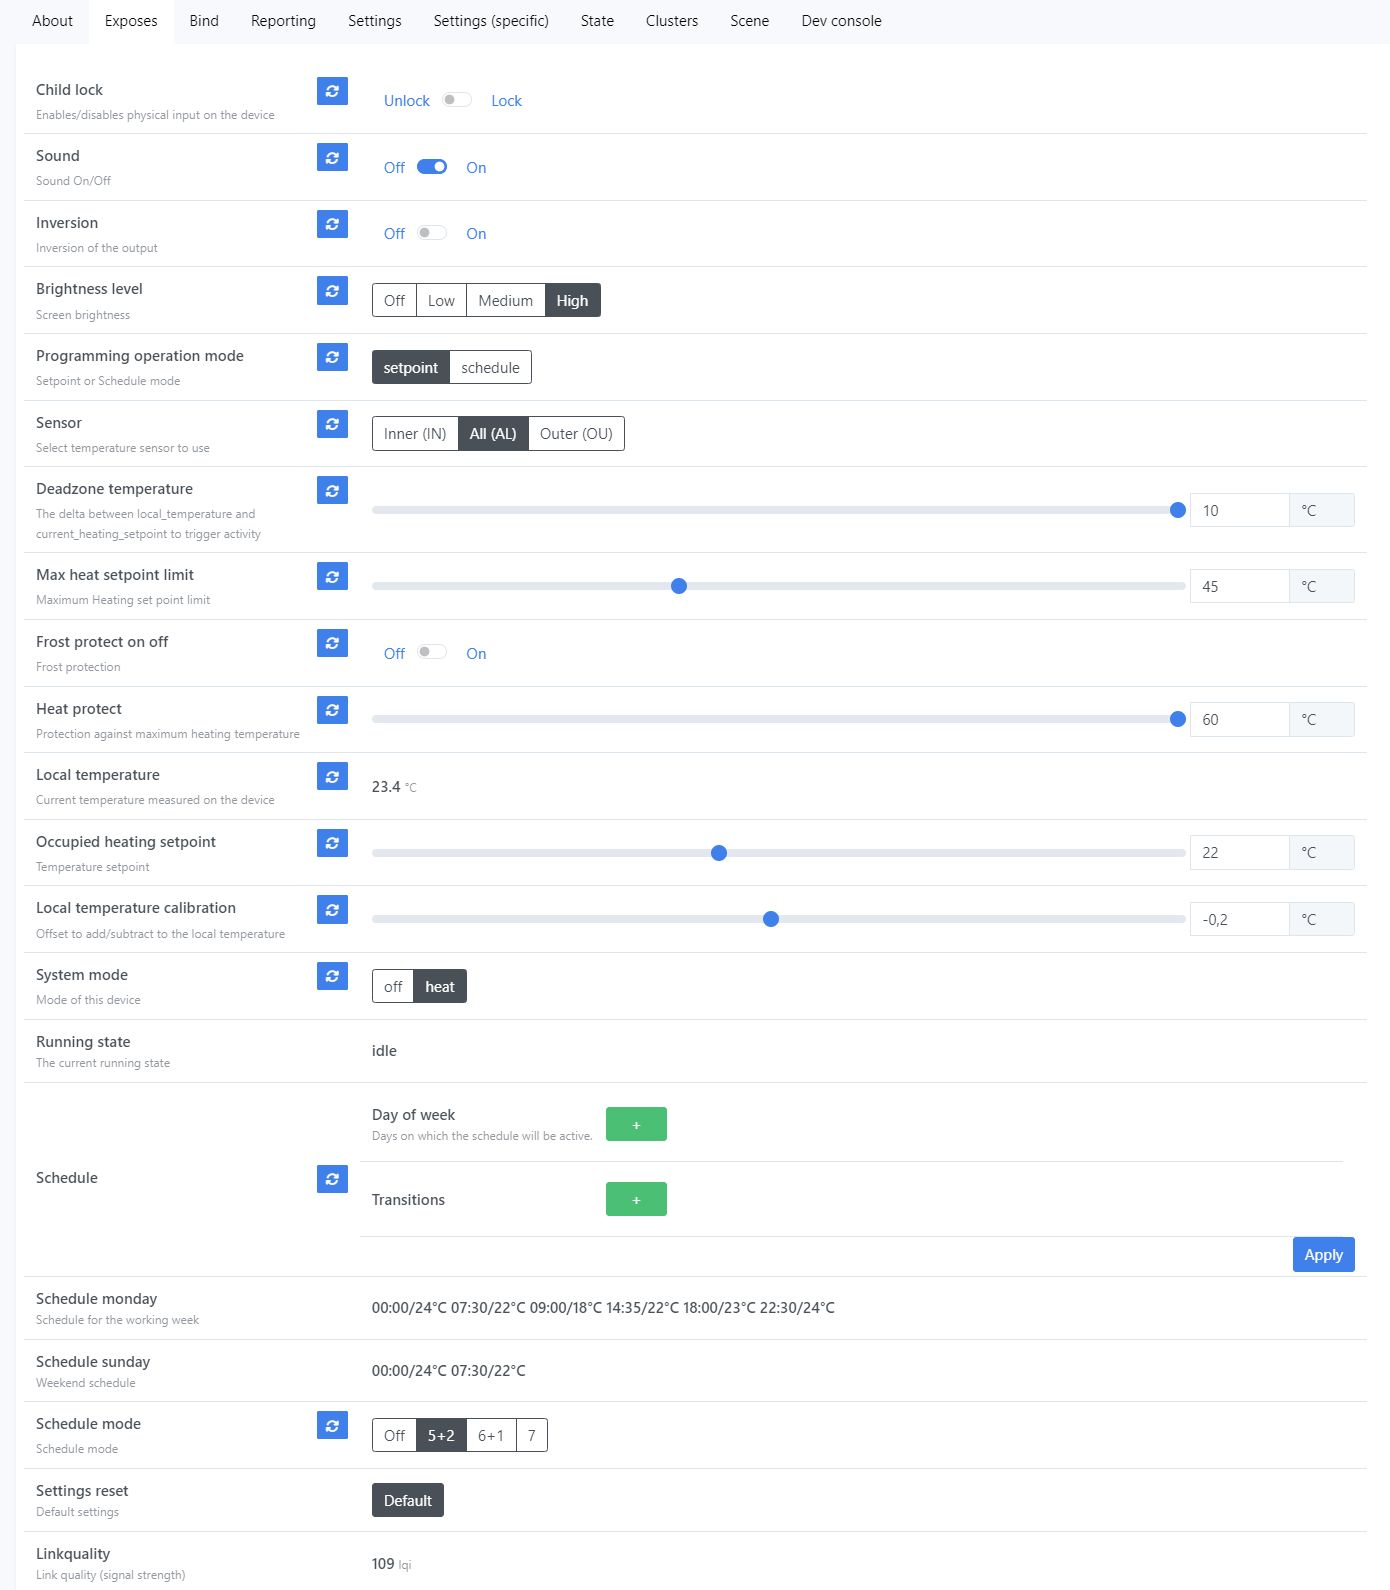 About Exposes Bind Reporting Settings Settings (specific) State Clusters Scene Dev console
Child lock
Enables/disables physical input on the device
Unlock Lock
Sound
Sound On/Off
Off On
Inversion
Inversion of the output
Off On
Brightness level
Screen brightness
Off Low Medium High
Programming operation mode
Setpoint or Schedule mode
setpoint schedule
Sensor
Select temperature sensor to use
Inner (IN) All (AL) Outer (OU)
Deadzone temperature
The delta between local_temperature and
current_heating_setpoint to trigger activity
10 °C
Max heat setpoint limit
Maximum Heating set point limit
45 °C
Frost protect on off
Frost protection
Off On
Heat protect
Protection against maximum heating temperature
60 °C
Local temperature
Current temperature measured on the device
23.4 °C
Occupied heating setpoint
Temperature setpoint
22 °C
Local temperature calibration
Offset to add/subtract to the local temperature
-0,2 °C
System mode
Mode of this device
off heat
Running state
The current running state
idle
Schedule
Day of week
Days on which the schedule will be active.
+
Transitions
+
Apply
Schedule monday
Schedule for the working week
00:00/24°C 07:30/22°C 09:00/18°C 14:35/22°C 18:00/23°C 22:30/24°C
Schedule sunday
Weekend schedule
00:00/24°C 07:30/22°C
Schedule mode
Schedule mode
Off 5+2 6+1 7
Settings reset
Default settings
Default
Linkquality
Link quality (signal strength)
109 lqi